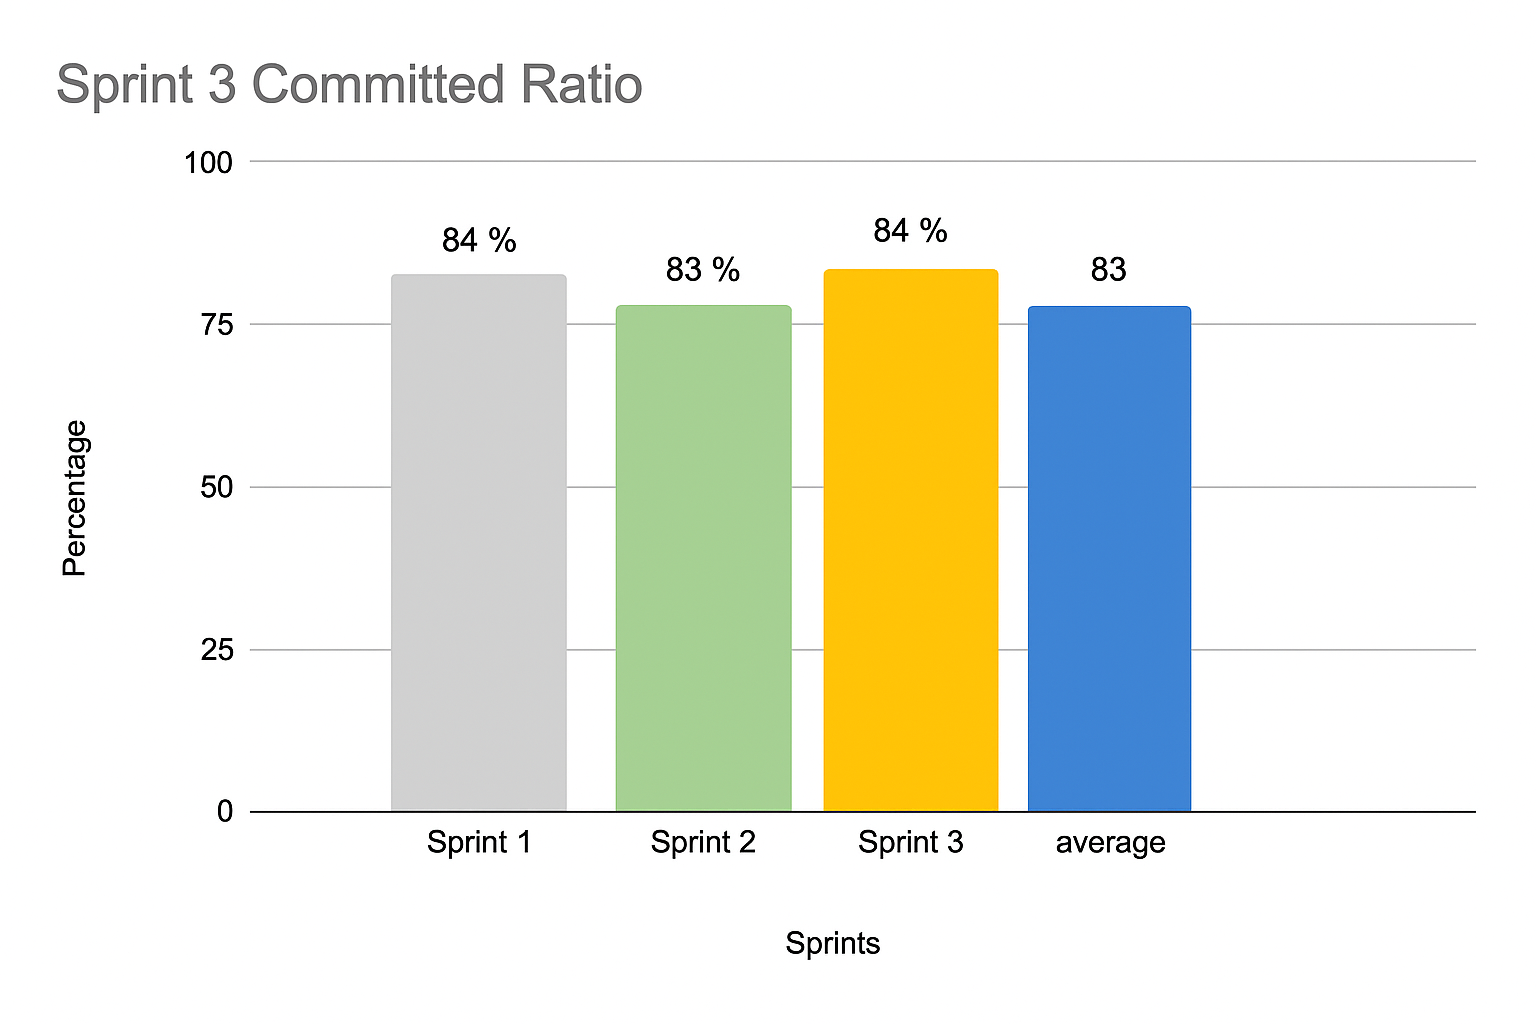 Sprint 3 Committed Ratio
100
84 %
84 %
83 %
83
75
Percentage
50
25
0
Sprint 1
Sprint 2
Sprint 3
average
Sprints